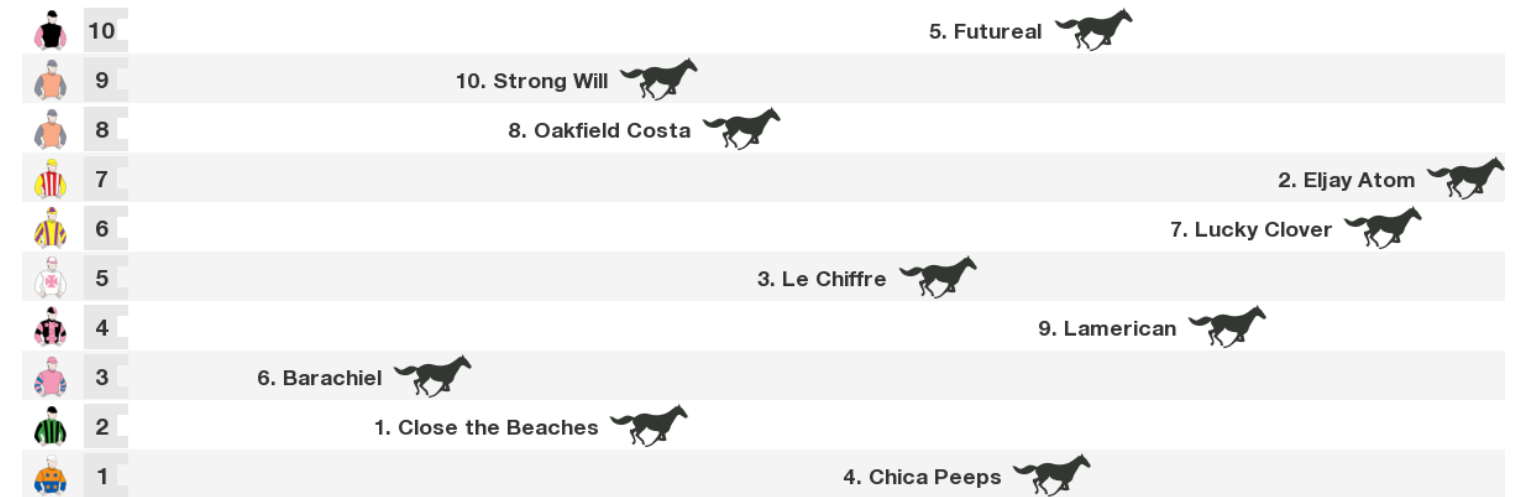 10 5. Futureal
9 10. Strong Will
8 8. Oakfield Costa
7 2. Eljay Atom
6 7. Lucky Clover
5 3. Le Chiffre
4 9. Lamerican
3 6. Barachiel
2 1. Close the Beaches
1 4. Chica Peeps